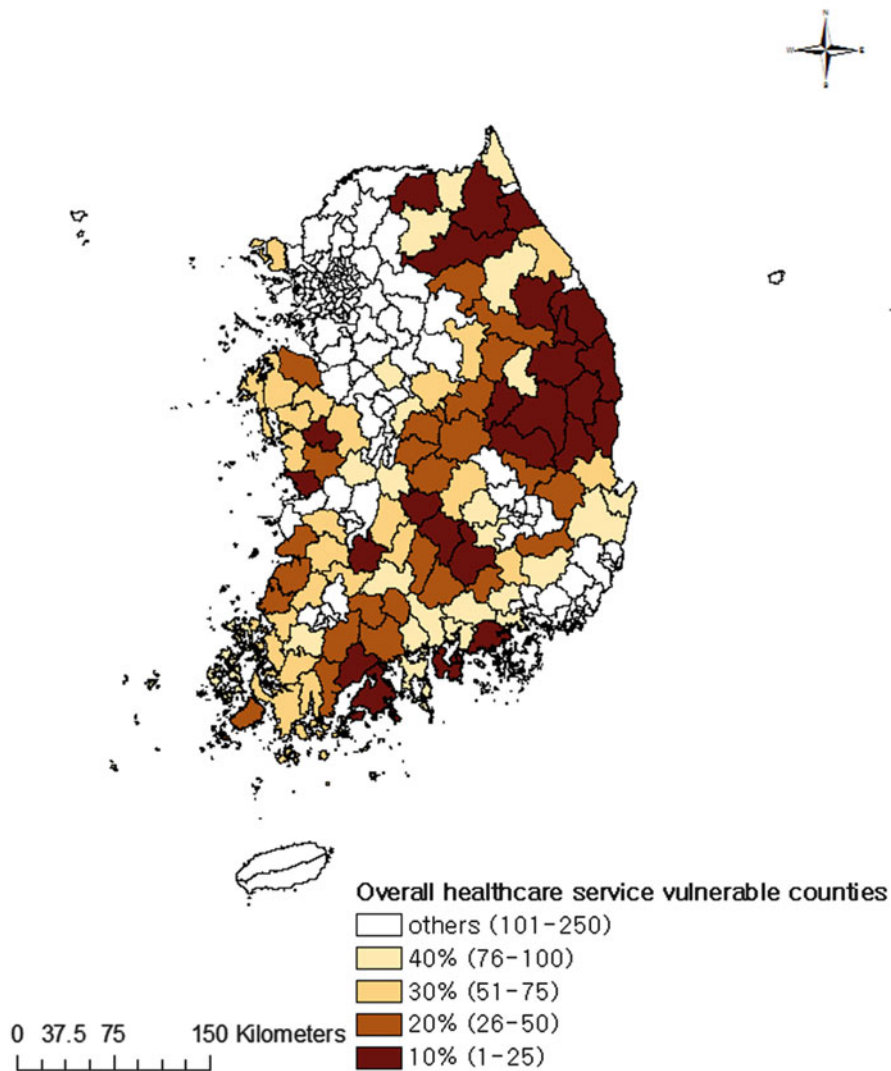 N
W E
S
Overall healthcare service vulnerable counties
others (101-250)
40% (76-100)
30% (51-75)
20% (26-50)
10% (1-25)
0 37.5 75 150 Kilometers